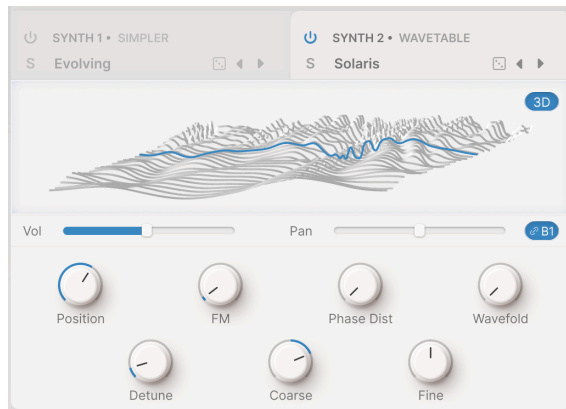 SYNTH 1 • SIMPLER
SYNTH 2 • WAVETABLE
S Evolving
S Solaris
3D
Vol
Pan
B1
Position
FM
Phase Dist
Wavefold
Detune
Coarse
Fine